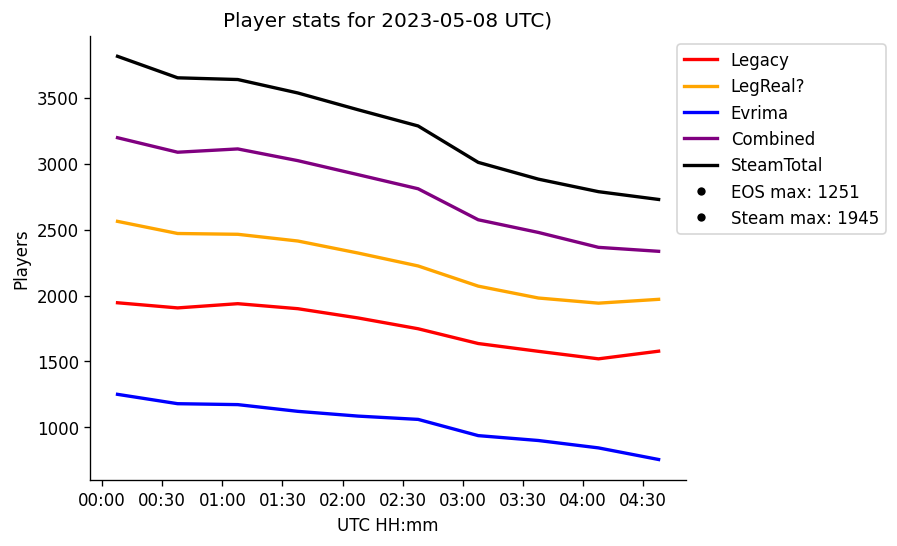 Player stats for 2023-05-08 UTC)
Legacy
LegReal?
Evrima
Combined
SteamTotal
EOS max: 1251
Steam max: 1945
Players
3500
3000
2500
2000
1500
1000
00:00 00:30 01:00 01:30 02:00 02:30 03:00 03:30 04:00 04:30
UTC HH:mm